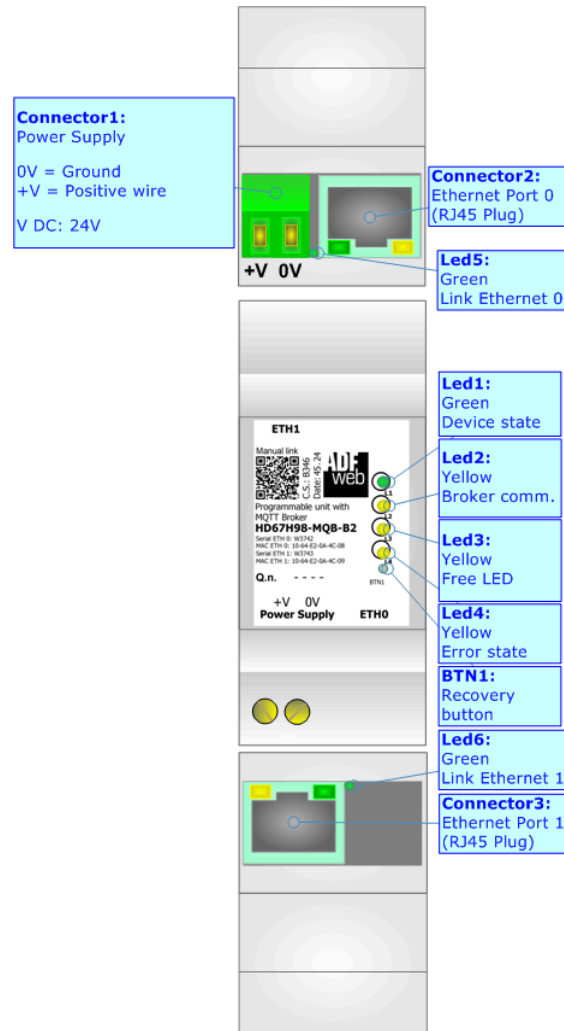 Connector1:
Power Supply
0V = Ground
+V = Positive wire
V DC: 24V
Connector2:
Ethernet Port 0
(RJ45 Plug)
+V 0V
Led5:
Green
Link Ethernet 0
Led1:
Green
Device state
Led2:
Yellow
Broker comm.
Led3:
Yellow
Free LED
Led4:
Yellow
Error state
BTN1:
Recovery
button
ETH1
Manual link
C.S.: B346
Date: 45.24
ADF
web
L1
L2
L3
L4
Programmable unit with
MQTT Broker
HD67H98-MQB-B2
Serial ETH 0: W3742
MAC ETH 0: 10-64-E2-0A-4C-08
Serial ETH 1: W3743
MAC ETH 1: 10-64-E2-0A-4C-09
Q.n. - - - -
BTN1
+V 0V
Power Supply ETH0
Led6:
Green
Link Ethernet 1
Connector3:
Ethernet Port 1
(RJ45 Plug)